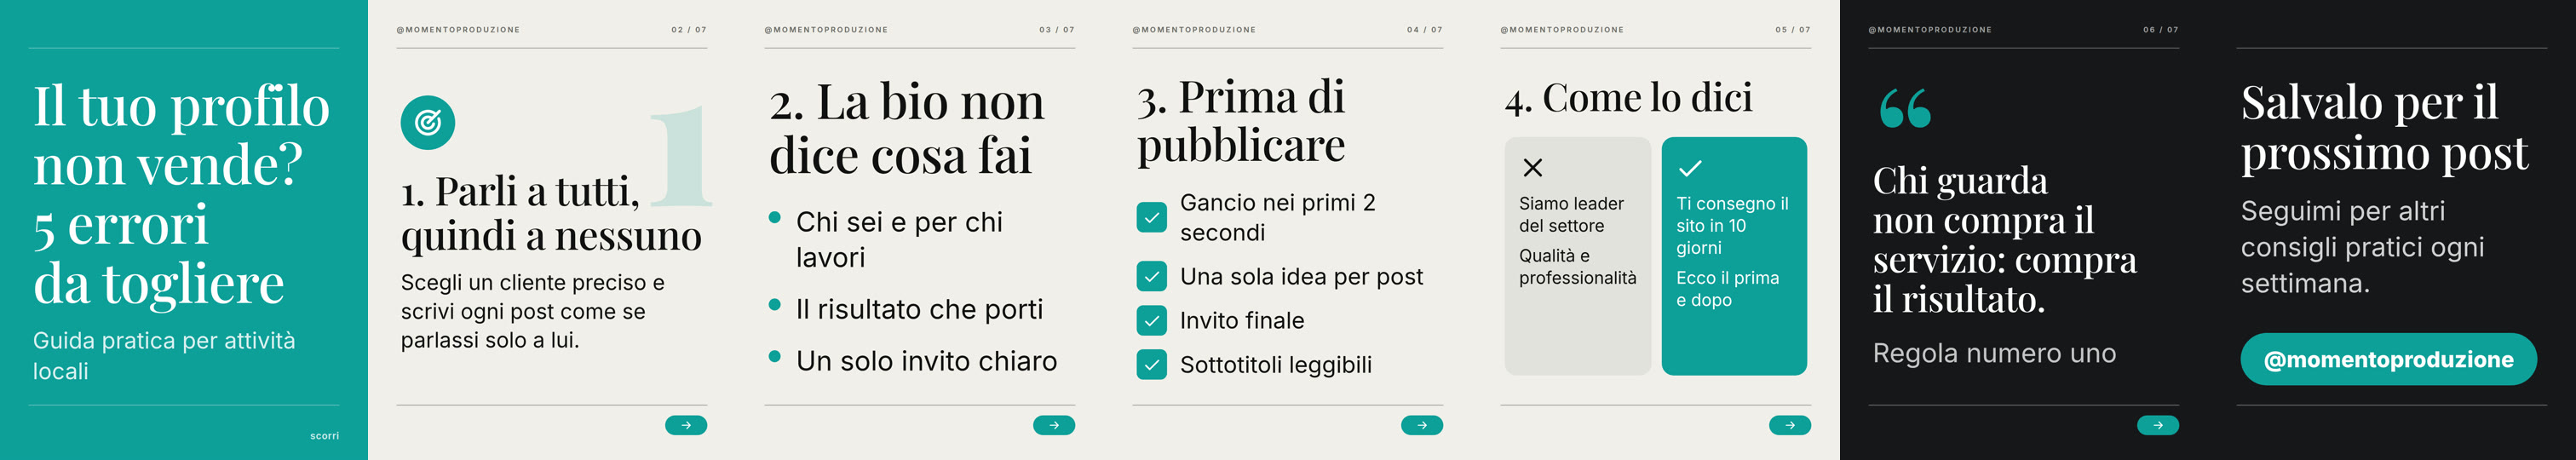 Il tuo profilo
non vende?
5 errori
da togliere
Guida pratica per attività
locali
scorri
@MOMENTOPRODUZIONE
02 / 07
1
1. Parli a tutti,
quindi a nessuno
Scegli un cliente preciso e
scrivi ogni post come se
parlassi solo a lui.
@MOMENTOPRODUZIONE
03 / 07
2. La bio non
dice cosa fai
Chi sei e per chi
lavori
Il risultato che porti
Un solo invito chiaro
@MOMENTOPRODUZIONE
04 / 07
3. Prima di
pubblicare
Gancio nei primi 2
secondi
Una sola idea per post
Invito finale
Sottotitoli leggibili
@MOMENTOPRODUZIONE
05 / 07
4. Come lo dici
Siamo leader
del settore
Qualità e
professionalità
Ti consegno il
sito in 10
giorni
Ecco il prima
e dopo
@MOMENTOPRODUZIONE
06 / 07
“
Chi guarda
non compra il
servizio: compra
il risultato.
Regola numero uno
Salvalo per il
prossimo post
Seguimi per altri
consigli pratici ogni
settimana.
@momentoproduzione